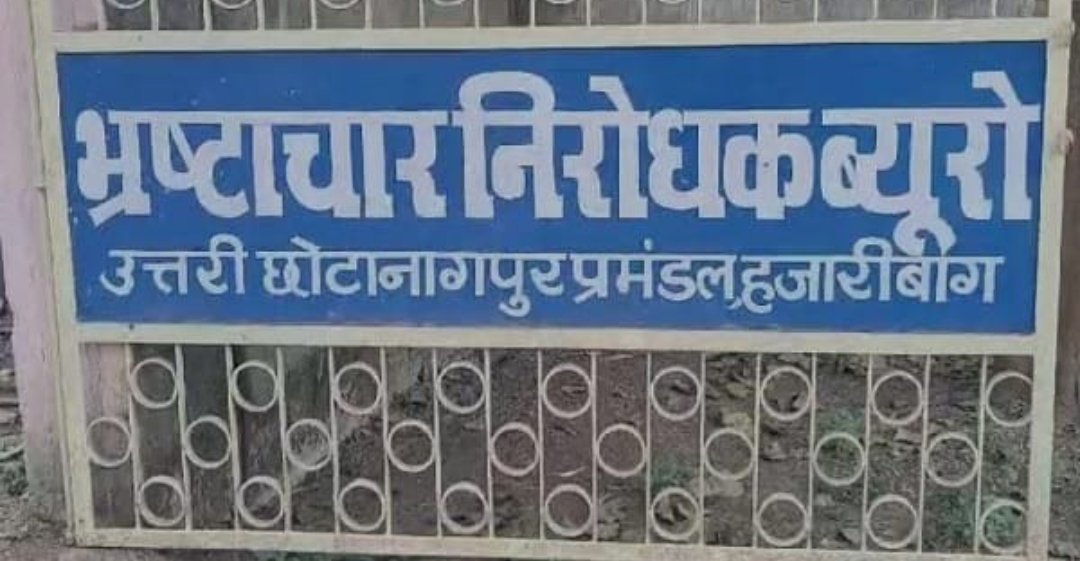 भ्रष्टाचार निरोधक ब्यूरो
उत्तरी छोटानागपुर प्रमंडल, हजारीबाग